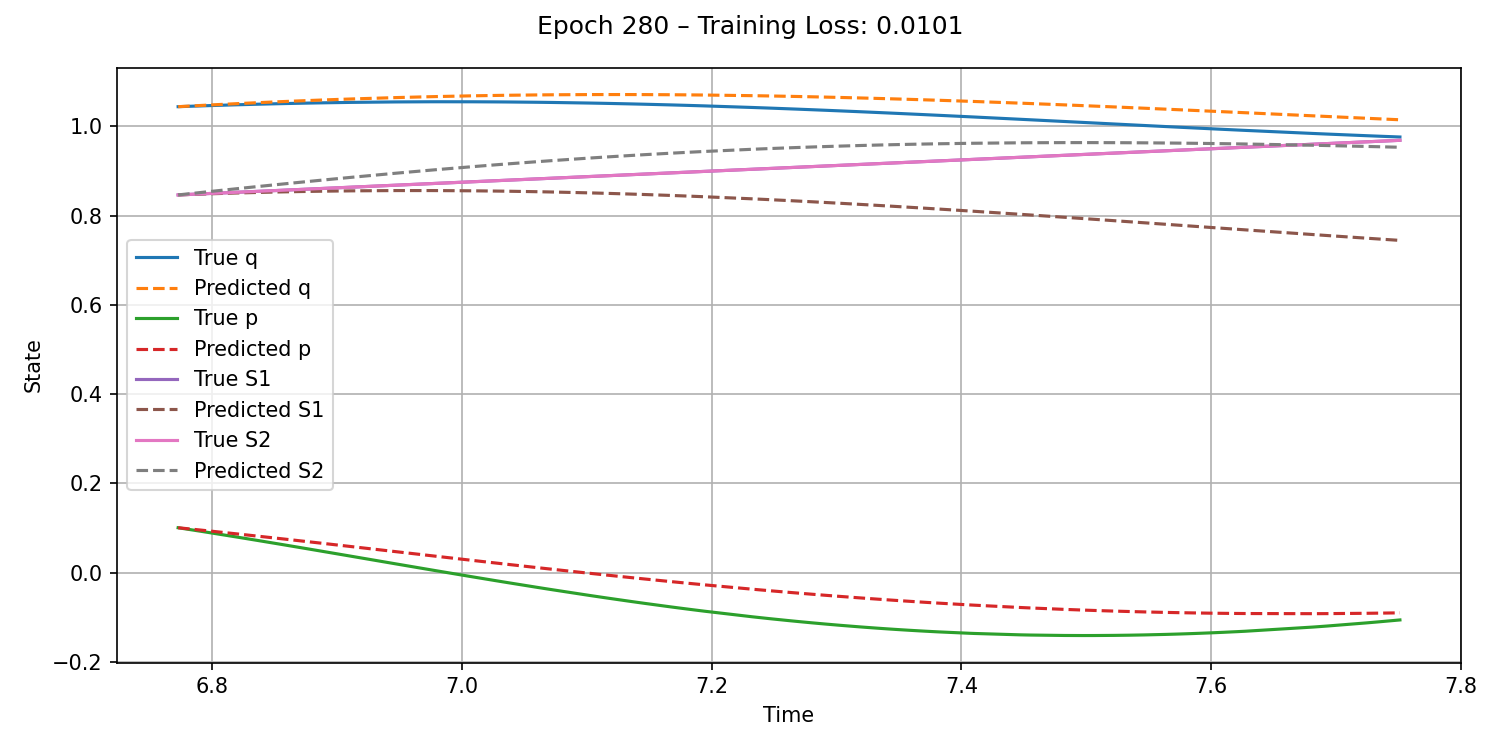 Epoch 280 – Training Loss: 0.0101
1.0
0.8
0.6
0.4
0.2
0.0
−0.2
State
True q
Predicted q
True p
Predicted p
True S1
Predicted S1
True S2
Predicted S2
6.8 7.0 7.2 7.4 7.6 7.8
Time